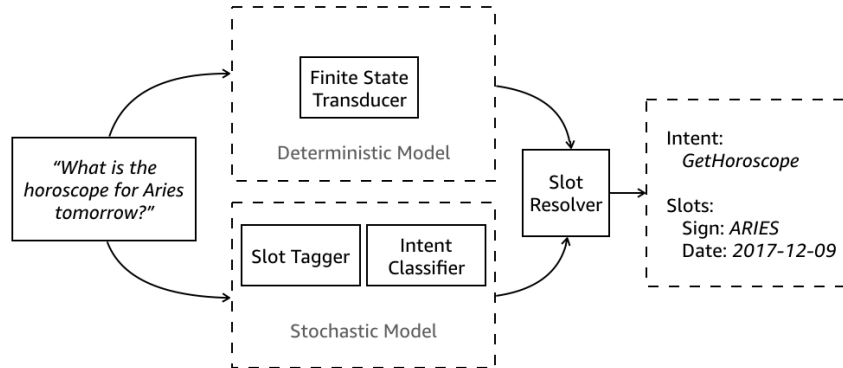 Finite State
Transducer
Deterministic Model
“What is the
horoscope for Aries
tomorrow?”
Slot Tagger
Intent
Classifier
Stochastic Model
Slot
Resolver
Intent:
GetHoroscope
Slots:
Sign: ARIES
Date: 2017-12-09